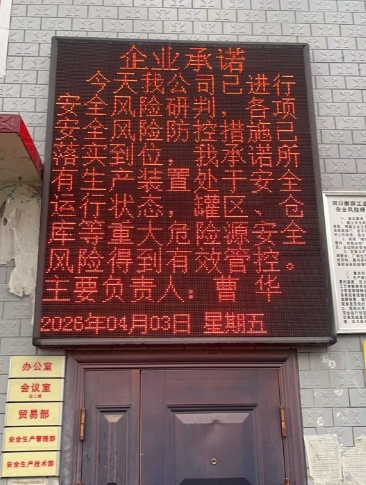 企业承诺
今天我公司已进行
安全风险研判，各项
安全风险防控措施已
落实到位，我承诺所
有生产装置处于安全
运行状态，罐区、仓
库等重大危险源安全
风险得到有效管控。
主要负责人：曹 华
2026年04月03日 星期五
办公室
会议室
贸易部
安全生产管理部
安全生产技术部